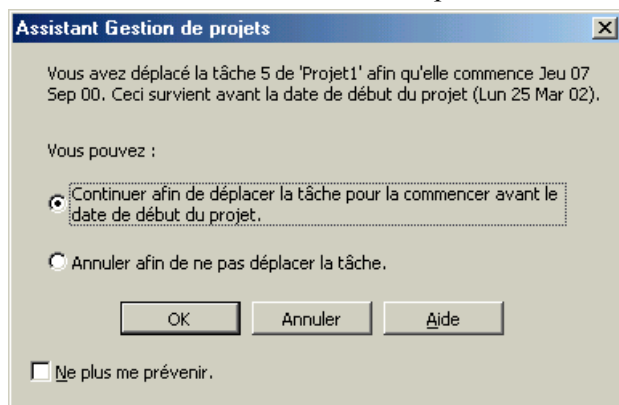 Assistant Gestion de projets
Vous avez déplacé la tâche 5 de 'Projet1' afin qu'elle commence Jeu 07
Sep 00. Ceci survient avant la date de début du projet (Lun 25 Mar 02).
Vous pouvez :
Continuer afin de déplacer la tâche pour la commencer avant le
date de début du projet.
Annuler afin de ne pas déplacer la tâche.
OK Annuler Aide
Ne plus me prévenir.